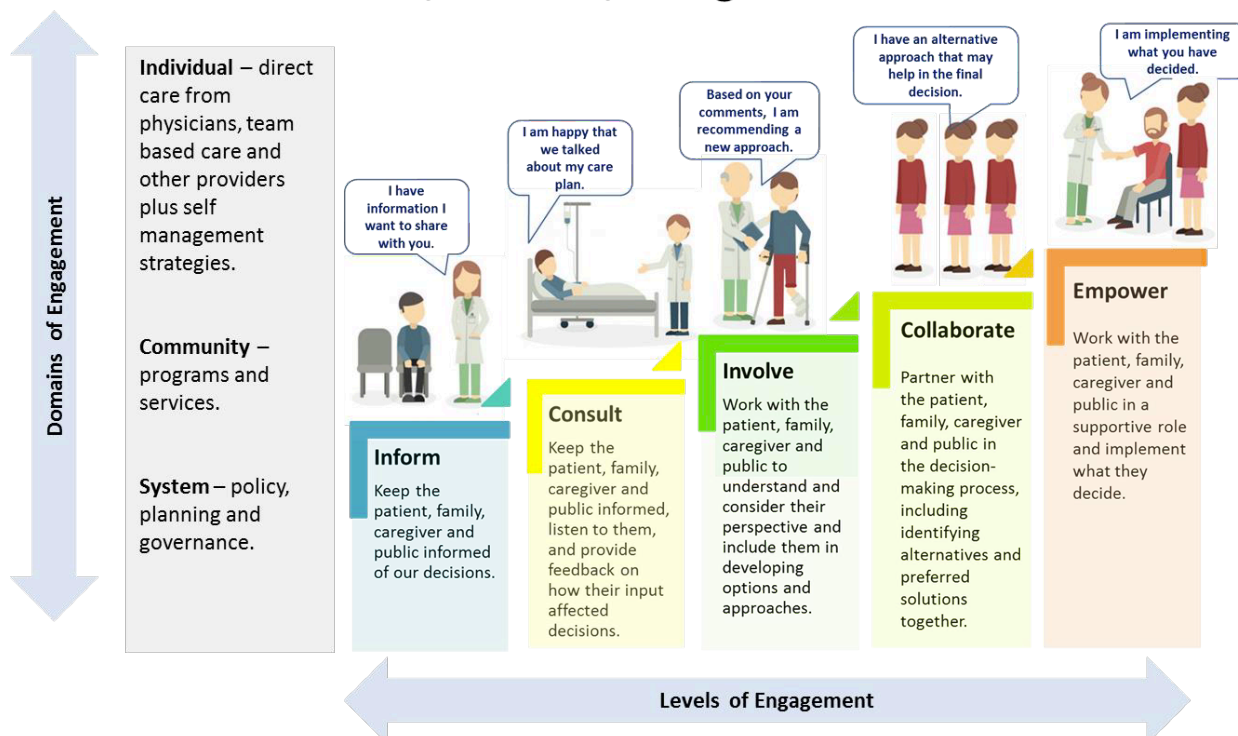 Domains of Engagement
Individual – direct
care from
physicians, team
based care and
other providers
plus self
management
strategies.
Community –
programs and
services.
System – policy,
planning and
governance.
I have
information I
want to share
with you.
I am happy that
we talked
about my care
plan.
Based on your
comments, I am
recommending a
new approach.
I have an alternative
approach that may
help in the final
decision.
I am implementing
what you have
decided.
Inform
Keep the
patient, family,
caregiver and
public informed
of our decisions.
Consult
Keep the
patient, family,
caregiver and
public informed,
listen to them,
and provide
feedback on
how their input
affected
decisions.
Involve
Work with the
patient, family,
caregiver and
public to
understand and
consider their
perspective and
include them in
developing
options and
approaches.
Collaborate
Partner with
the patient,
family, caregiver
and public in
the decision-
making process,
including
identifying
alternatives and
preferred
solutions
together.
Empower
Work with the
patient, family,
caregiver and
public in a
supportive role
and implement
what they
decide.
Levels of Engagement